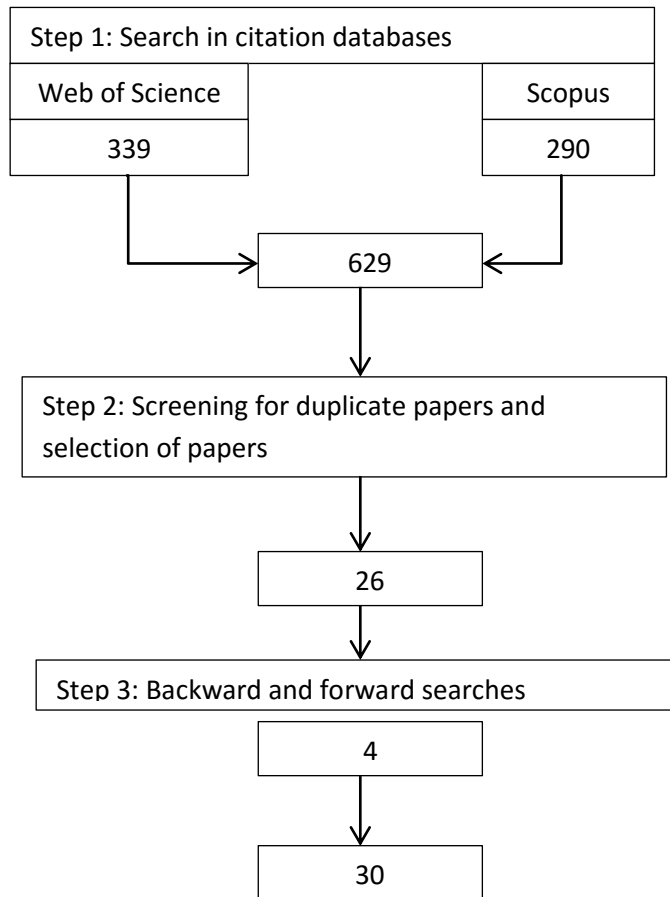 Step 1: Search in citation databases
Web of Science
Scopus
339
290
629
Step 2: Screening for duplicate papers and
selection of papers
26
Step 3: Backward and forward searches
4
30